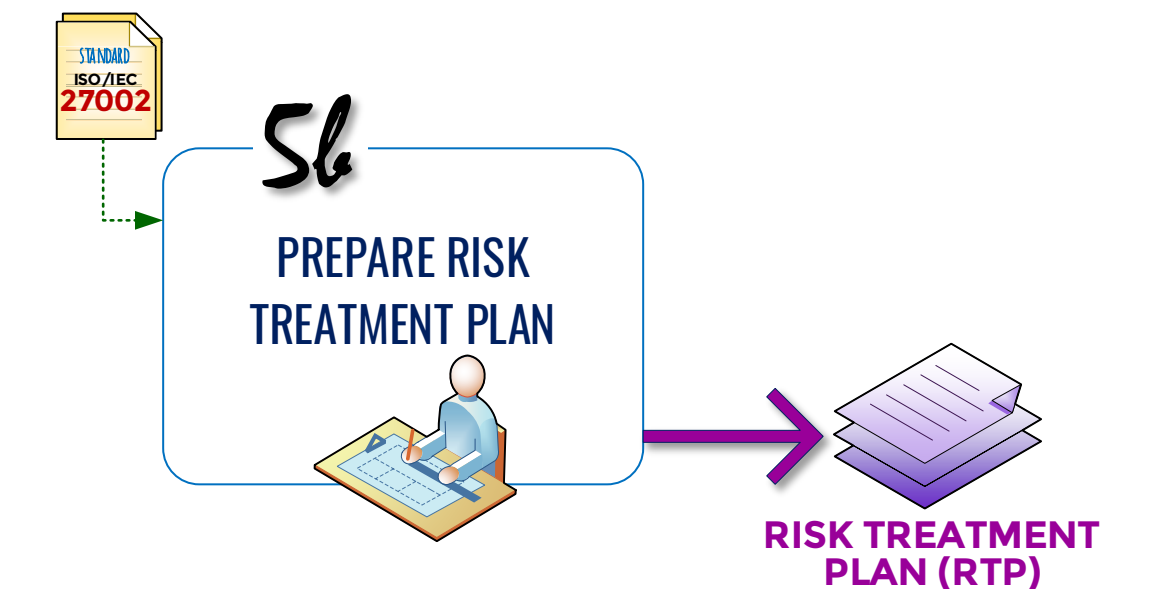 STANDARD
ISO/IEC
27002
5b
PREPARE RISK
TREATMENT PLAN
RISK TREATMENT
PLAN (RTP)